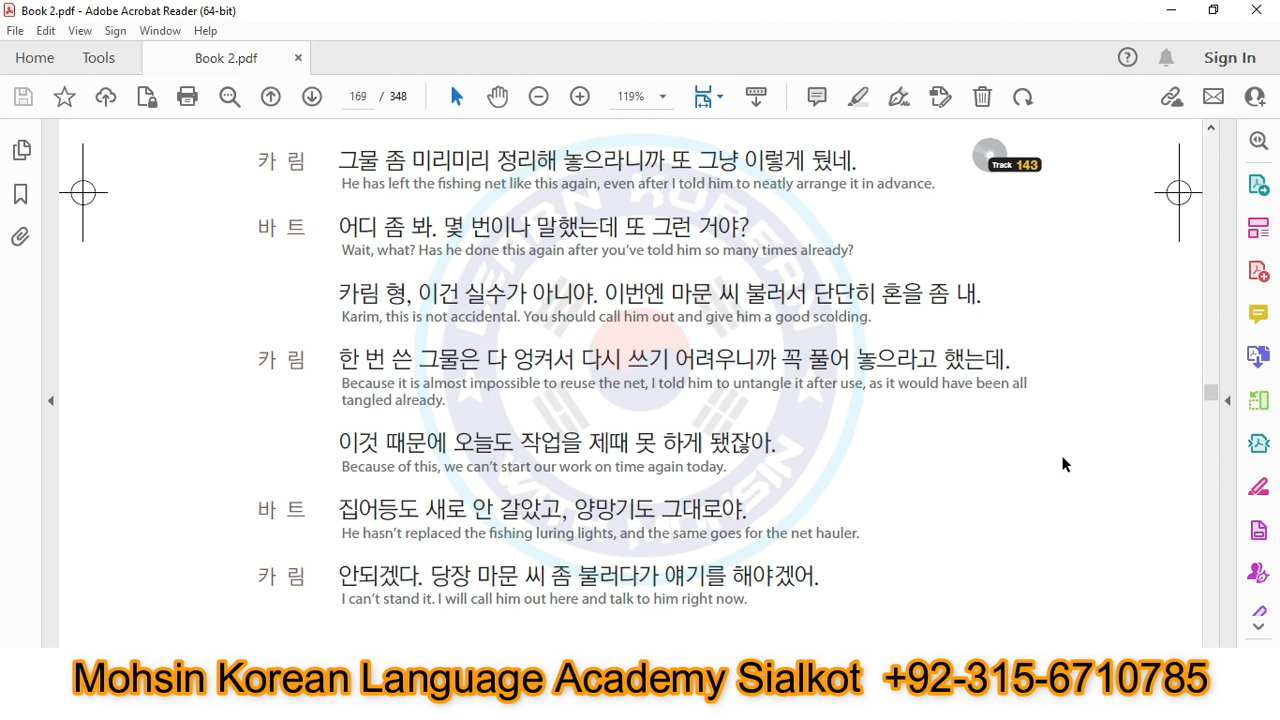 Book 2.pdf - Adobe Acrobat Reader (64-bit)
File Edit View Sign Window Help
Home Tools Book 2.pdf × Sign In
169 / 348 119%
Track 143
카 림 그물 좀 미리미리 정리해 놓으라니까 또 그냥 이렇게 뒀네.
He has left the fishing net like this again, even after I told him to neatly arrange it in advance.
바 트 어디 좀 봐. 몇 번이나 말했는데 또 그런 거야?
Wait, what? Has he done this again after you’ve told him so many times already?
카림 형, 이건 실수가 아니야. 이번엔 마문 씨 불러서 단단히 혼을 좀 내.
Karim, this is not accidental. You should call him out and give him a good scolding.
카 림 한 번 쓴 그물은 다 엉켜서 다시 쓰기 어려우니까 꼭 풀어 놓으라고 했는데.
Because it is almost impossible to reuse the net, I told him to untangle it after use, as it would have been all
tangled already.
이것 때문에 오늘도 작업을 제때 못 하게 됐잖아.
Because of this, we can’t start our work on time again today.
바 트 집어등도 새로 안 갈았고, 양망기도 그대로야.
He hasn’t replaced the fishing luring lights, and the same goes for the net hauler.
카 림 안되겠다. 당장 마문 씨 좀 불러다가 얘기를 해야겠어.
I can’t stand it. I will call him out here and talk to him right now.
LEARN KOREAN
WITH MOHSIN
Mohsin Korean Language Academy Sialkot +92-315-6710785